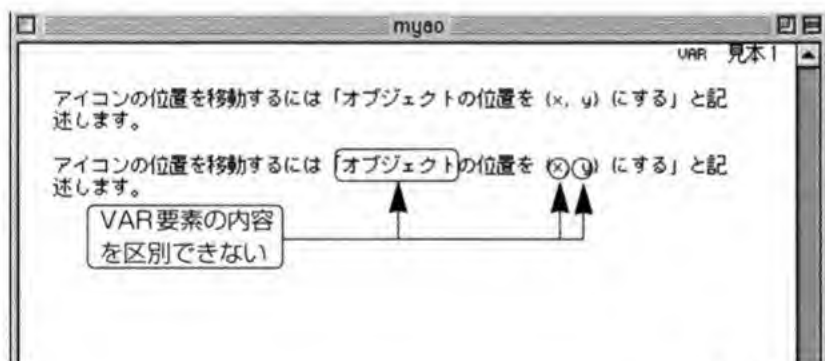 myao
VAR 見本1
アイコンの位置を移動するには「オブジェクトの位置を (x, y) にする」と記
述します。
アイコンの位置を移動するには「オブジェクトの位置を (x, y) にする」と記
述します。
VAR要素の内容
を区別できない